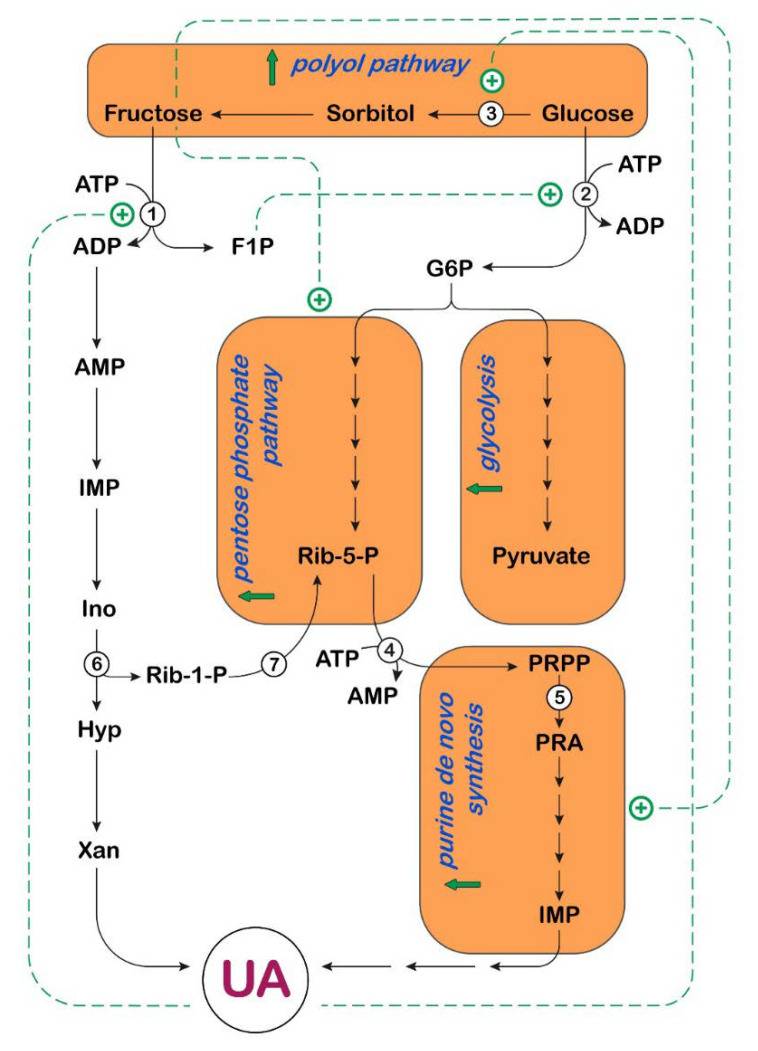 polyol pathway
Fructose
Sorbitol
3
Glucose
ATP
1
ADP
F1P
ATP
2
ADP
G6P
AMP
IMP
Ino
6
Hyp
Xan
Rib-1-P
7
pentose phosphate
pathway
Rib-5-P
glycolysis
Pyruvate
ATP
4
AMP
purine de novo
synthesis
PRPP
5
PRA
IMP
UA